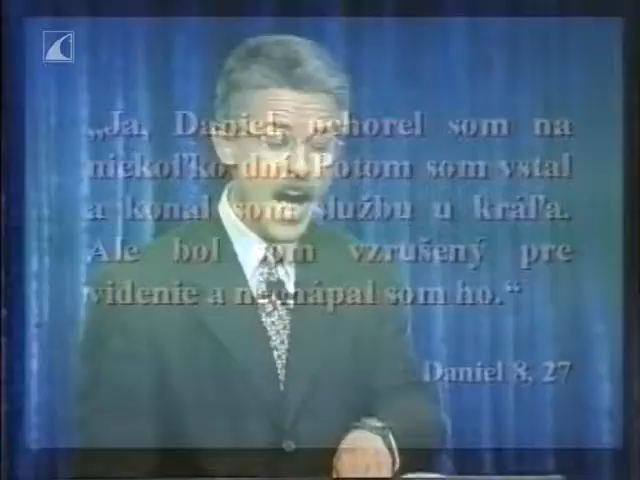 „Ja, Daniel, ochorel som na
niekoľko dní. Potom som vstal
a konal som službu u kráľa.
Ale bol som vzrušený pre
videnie a nechápal som ho.“
Daniel 8, 27